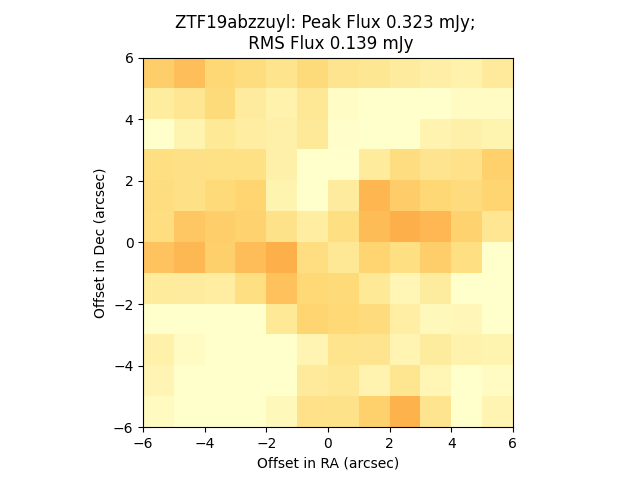 ZTF19abzzuyl: Peak Flux 0.323 mJy;
RMS Flux 0.139 mJy
6
4
2
0
−2
−4
−6
Offset in Dec (arcsec)
−6 −4 −2 0 2 4 6
Offset in RA (arcsec)